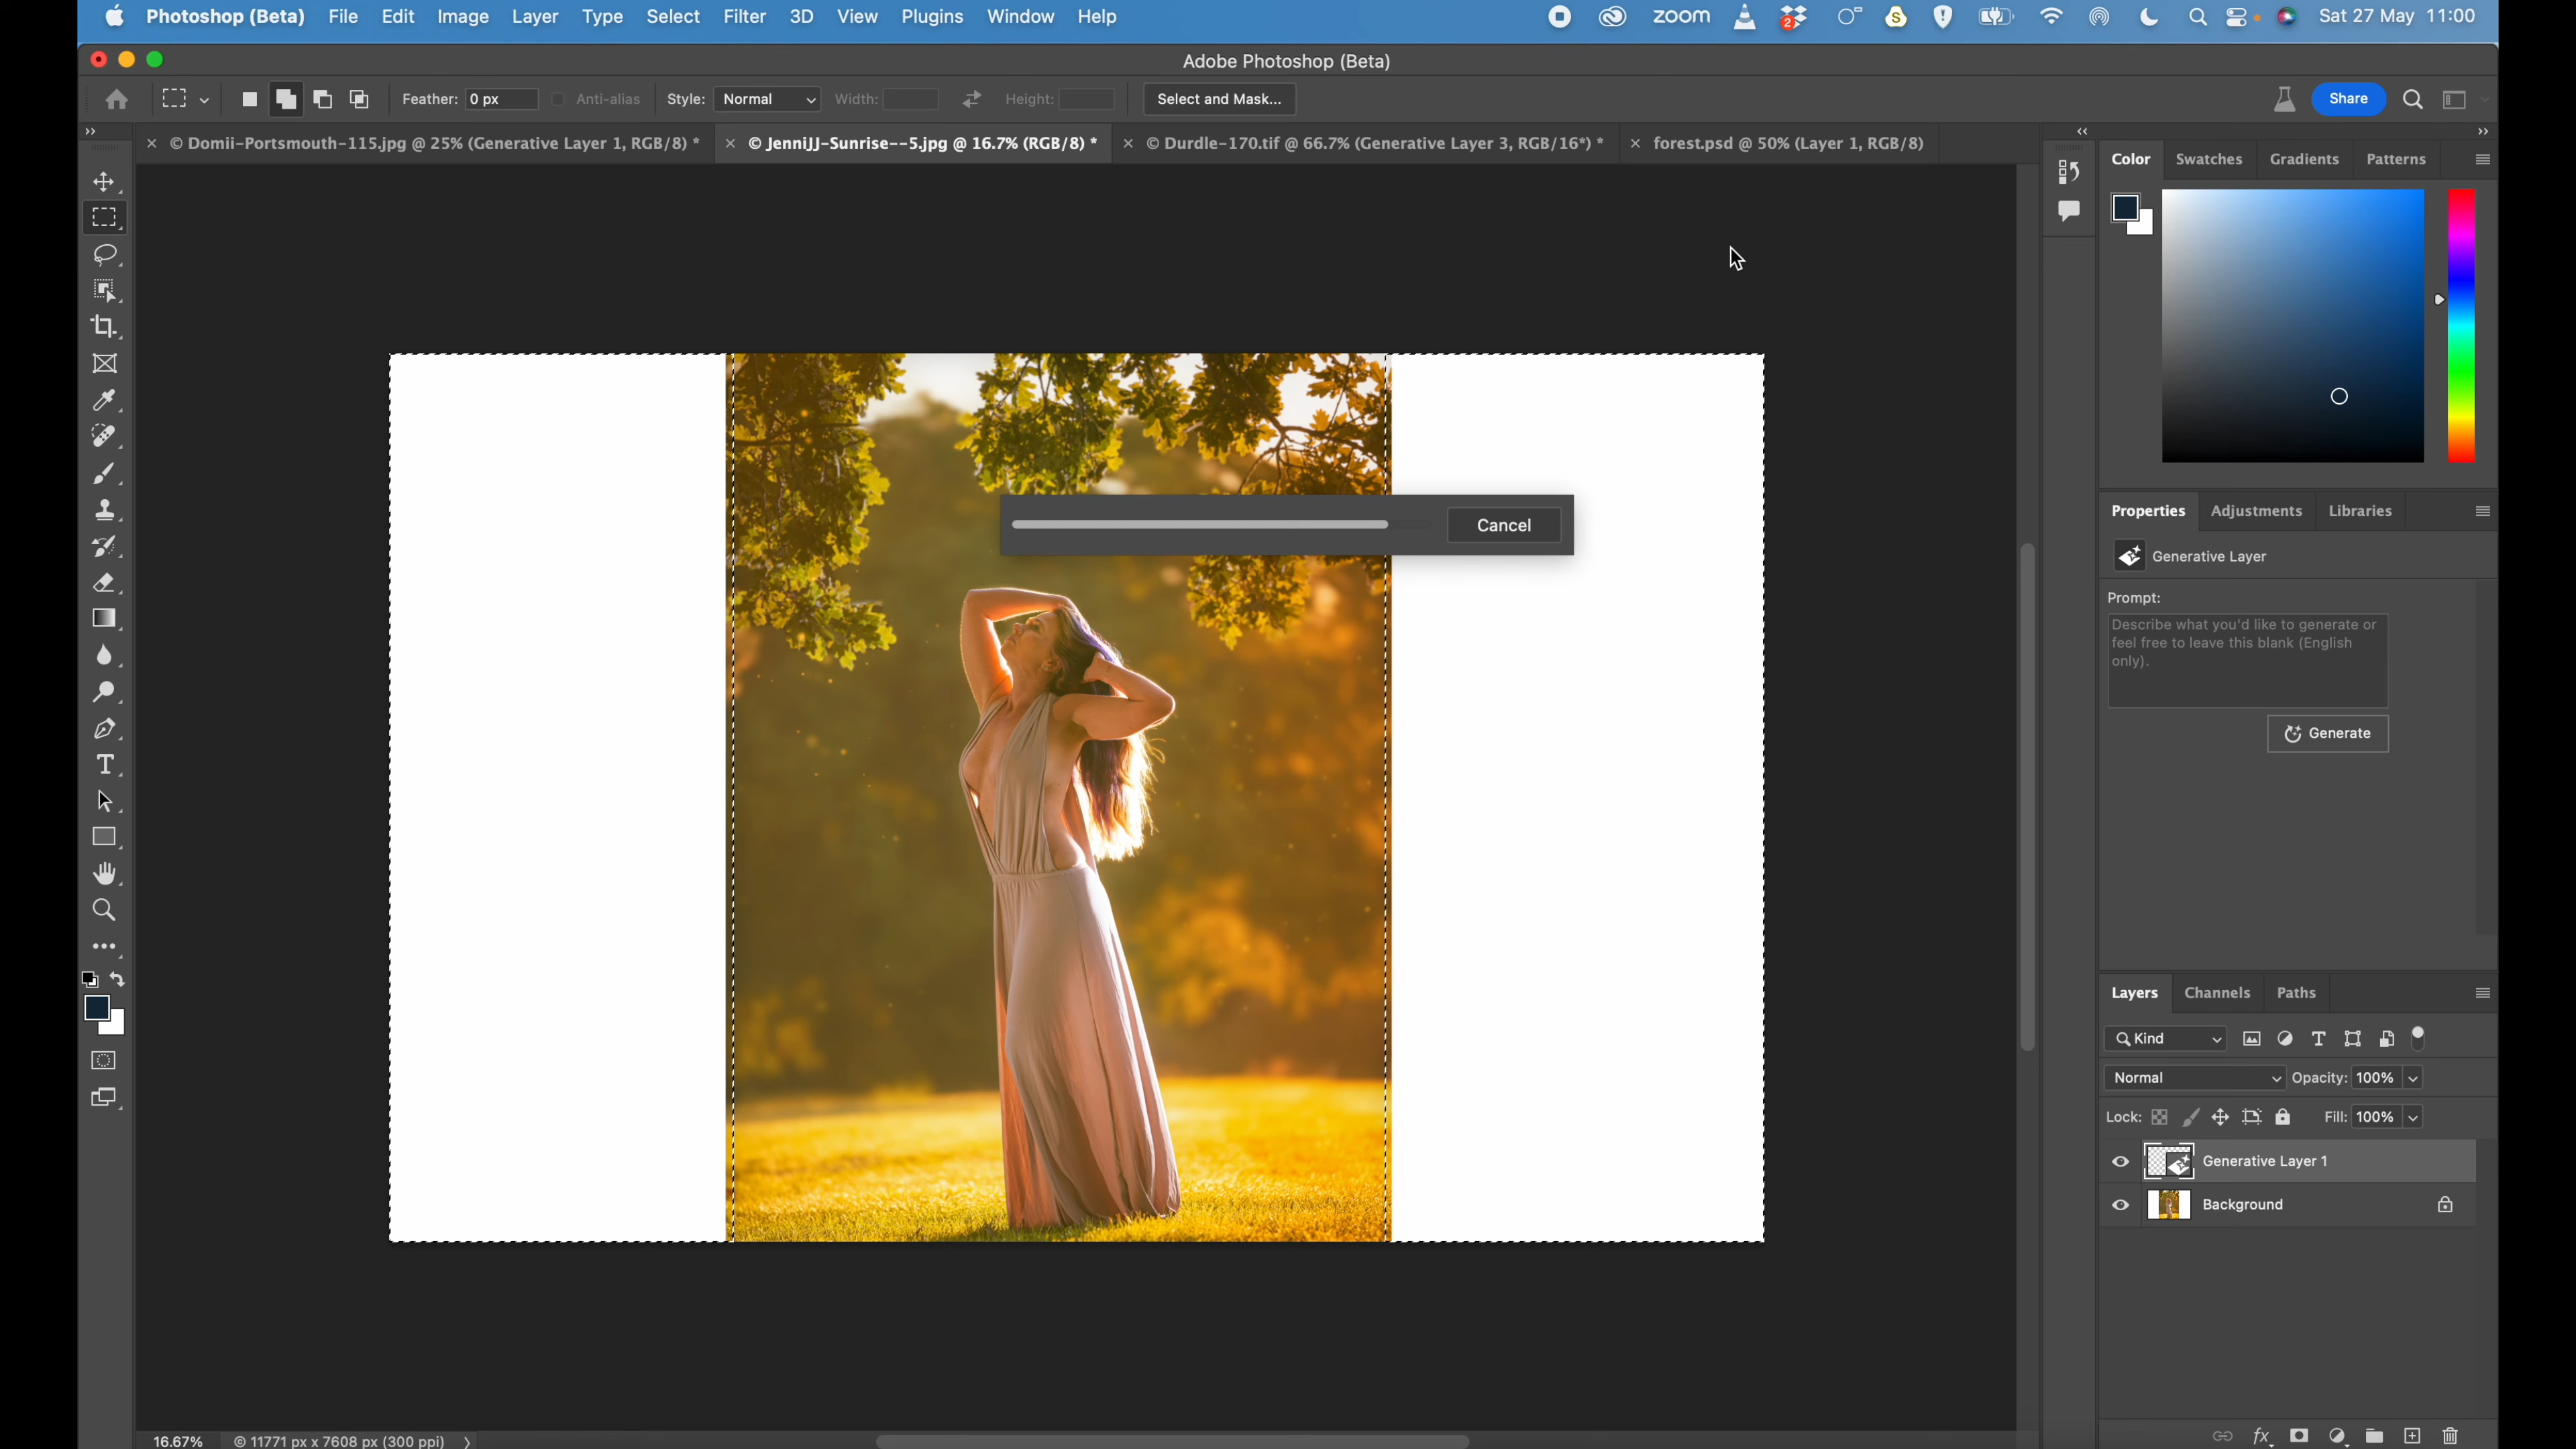 Photoshop (Beta) File Edit Image Layer Type Select Filter 3D View Plugins Window Help zoom 2 S Sat 27 May 11:00
Adobe Photoshop (Beta)
Feather: 0 px Anti-alias Style: Normal Width: Height: Select and Mask... Share
© Domii-Portsmouth-115.jpg @ 25% (Generative Layer 1, RGB/8) * © JenniJJ-Sunrise--5.jpg @ 16.7% (RGB/8) * © Durdle-170.tif @ 66.7% (Generative Layer 3, RGB/16*) * forest.psd @ 50% (Layer 1, RGB/8)
Color Swatches Gradients Patterns
Cancel
Properties Adjustments Libraries
Generative Layer
Prompt:
Describe what you'd like to generate or
feel free to leave this blank (English
only).
Generate
Layers Channels Paths
Kind
Normal Opacity: 100%
Lock: Fill: 100%
Generative Layer 1
Background
16.67% © 11771 px x 7608 px (300 ppi)
fx